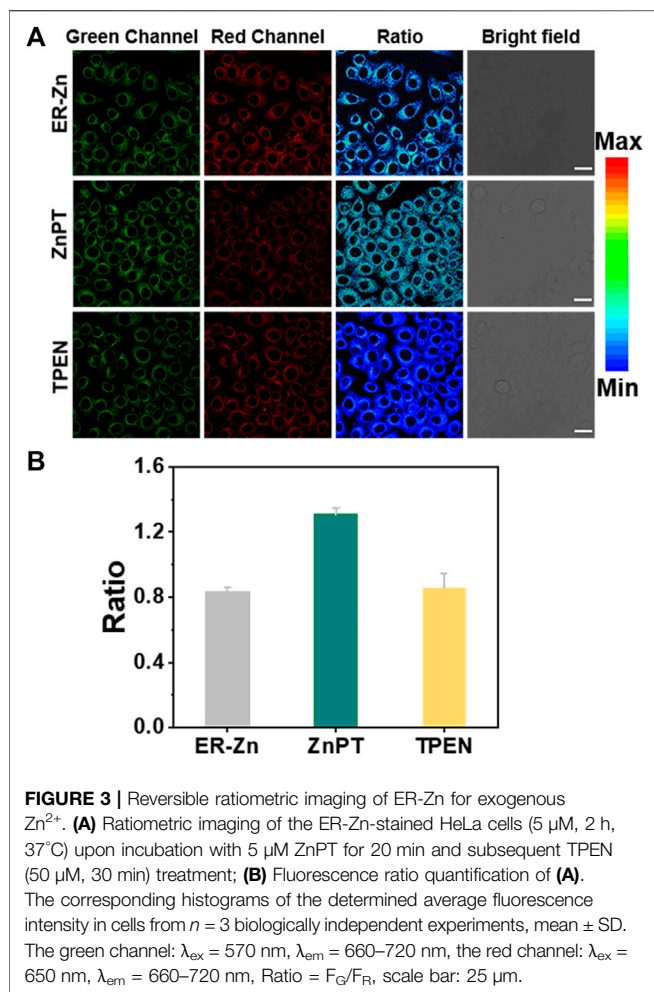 A
Green Channel Red Channel Ratio Bright field
ER-Zn
ZnPT
TPEN
Max
Min
B
1.6
1.2
0.8
0.4
0.0
Ratio
ER-Zn ZnPT TPEN
FIGURE 3 | Reversible ratiometric imaging of ER-Zn for exogenous
Zn²⁺. (A) Ratiometric imaging of the ER-Zn-stained HeLa cells (5 μM, 2 h,
37°C) upon incubation with 5 μM ZnPT for 20 min and subsequent TPEN
(50 μM, 30 min) treatment; (B) Fluorescence ratio quantification of (A).
The corresponding histograms of the determined average fluorescence
intensity in cells from n = 3 biologically independent experiments, mean ± SD.
The green channel: λex = 570 nm, λem = 660–720 nm, the red channel: λex =
650 nm, λem = 660–720 nm, Ratio = FG/FR, scale bar: 25 μm.